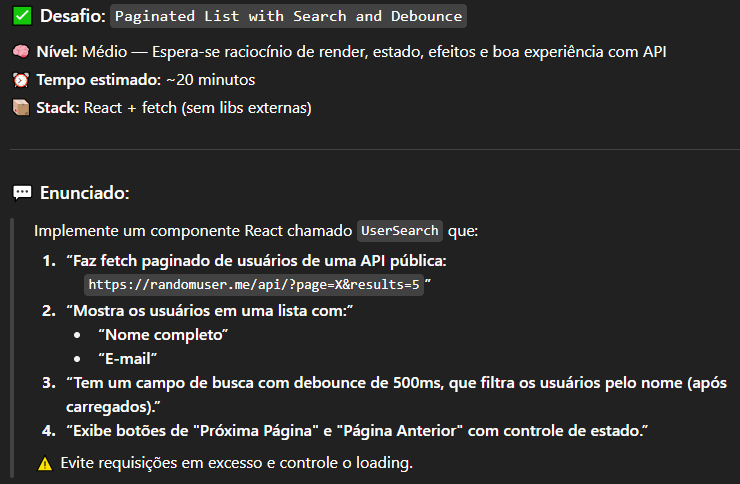 ✅ Desafio: Paginated List with Search and Debounce
🧠 Nível: Médio — Espera-se raciocínio de render, estado, efeitos e boa experiência com API
⏰ Tempo estimado: ~20 minutos
📦 Stack: React + fetch (sem libs externas)
💬 Enunciado:
Implemente um componente React chamado UserSearch que:
1. “Faz fetch paginado de usuários de uma API pública:
https://randomuser.me/api/?page=X&results=5”
2. “Mostra os usuários em uma lista com:”
• “Nome completo”
• “E-mail”
3. “Tem um campo de busca com debounce de 500ms, que filtra os usuários pelo nome (após
carregados).”
4. “Exibe botões de "Próxima Página" e "Página Anterior" com controle de estado.”
⚠️ Evite requisições em excesso e controle o loading.